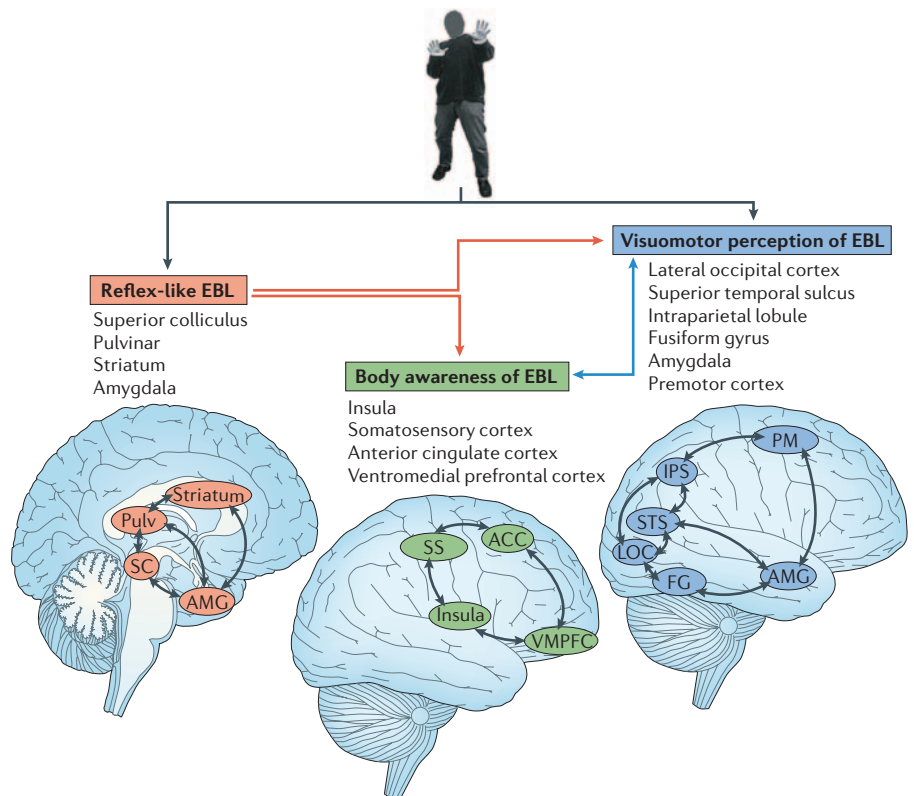 Visuomotor perception of EBL
Lateral occipital cortex
Superior temporal sulcus
Intraparietal lobule
Fusiform gyrus
Amygdala
Premotor cortex
Reflex-like EBL
Superior colliculus
Pulvinar
Striatum
Amygdala
Body awareness of EBL
Insula
Somatosensory cortex
Anterior cingulate cortex
Ventromedial prefrontal cortex
Striatum
Pulv
SC
AMG
SS
ACC
Insula
VMPFC
PM
IPS
STS
LOC
FG
AMG